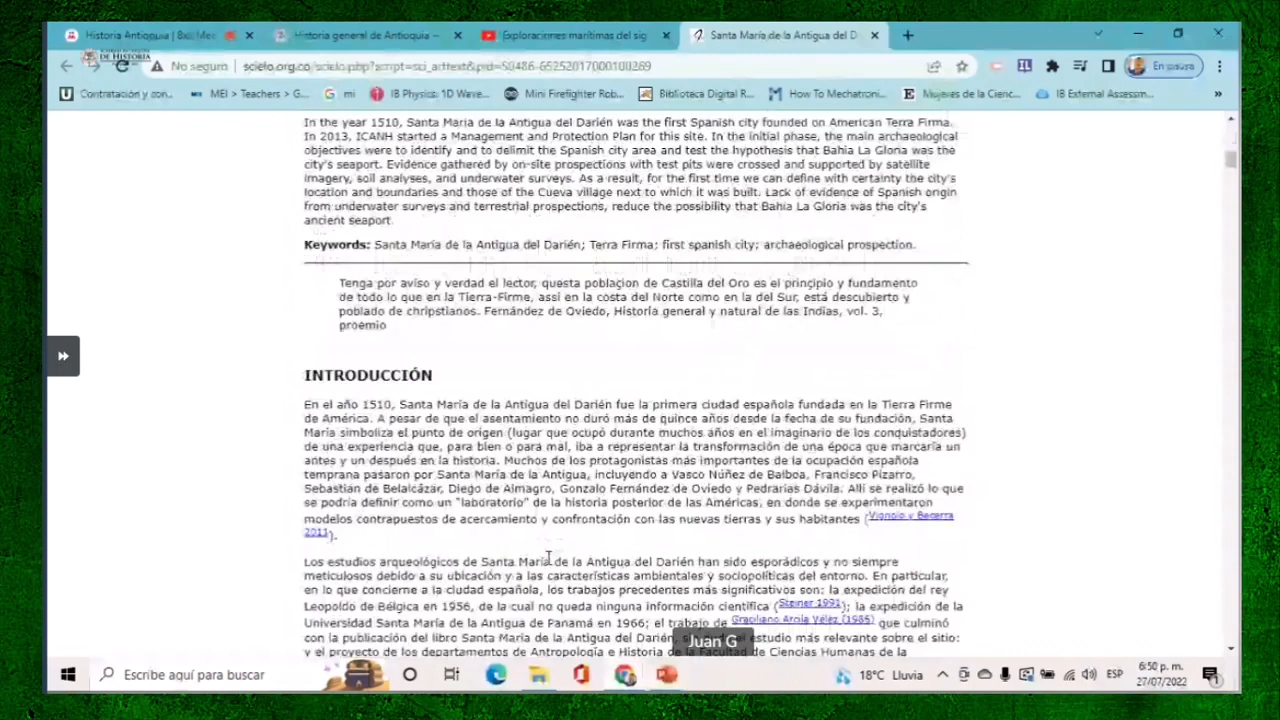 Historia Antioquia | 8xi. Me
Historia general de Antioquia –
Exploraciones marítimas del sig
Santa María de la Antigua del D
DE HISTORIA
No seguro
scielo.org.co/scielo.php?script=sci_arttext&pid=S0486-65252017000100269
En pausa
Contratación y con...
MEI > Teachers > G...
mi
IB Physics: 1D Wave...
Mini Firefighter Rob...
Biblioteca Digital R...
How To Mechatroni...
Mujeres de la Cienc...
IB External Assessm...
»
In the year 1510, Santa María de la Antigua del Darién was the first Spanish city founded on American Terra Firma.
In 2013, ICANH started a Management and Protection Plan for this site. In the initial phase, the main archaeological
objectives were to identify and to delimit the Spanish city area and test the hypothesis that Bahia La Gloria was the
city's seaport. Evidence gathered by on-site prospections with test pits were crossed and supported by satellite
imagery, soil analyses, and underwater surveys. As a result, for the first time we can define with certainty the city's
location and boundaries and those of the Cueva village next to which it was built. Lack of evidence of Spanish origin
from underwater surveys and terrestrial prospections, reduce the possibility that Bahía La Gloria was the city's
ancient seaport.
Keywords: Santa María de la Antigua del Darién; Terra Firma; first spanish city; archaeological prospection.
Tenga por aviso y verdad el lector, questa poblaçion de Castilla del Oro es el prinçipio y fundamento
de todo lo que en la Tierra-Firme, assi en la costa del Norte como en la del Sur, está descubierto y
poblado de chripstianos. Fernández de Oviedo, Historia general y natural de las Indias, vol. 3,
proemio
INTRODUCCIÓN
En el año 1510, Santa María de la Antigua del Darién fue la primera ciudad española fundada en la Tierra Firme
de América. A pesar de que el asentamiento no duró más de quince años desde la fecha de su fundación, Santa
María simboliza el punto de origen (lugar que ocupó durante muchos años en el imaginario de los conquistadores)
de una experiencia que, para bien o para mal, iba a representar la transformación de una época que marcaría un
antes y un después en la historia. Muchos de los protagonistas más importantes de la ocupación española
temprana pasaron por Santa María de la Antigua, incluyendo a Vasco Núñez de Balboa, Francisco Pizarro,
Sebastián de Belalcázar, Diego de Almagro, Gonzalo Fernández de Oviedo y Pedrarias Dávila. Allí se realizó lo que
se podría definir como un "laboratorio" de la historia posterior de las Américas, en donde se experimentaron
modelos contrapuestos de acercamiento y confrontación con las nuevas tierras y sus habitantes (Vignolo y Becerra
2011).
Los estudios arqueológicos de Santa María de la Antigua del Darién han sido esporádicos y no siempre
meticulosos debido a su ubicación y a las características ambientales y sociopolíticas del entorno. En particular,
en lo que concierne a la ciudad española, los trabajos precedentes más significativos son: la expedición del rey
Leopoldo de Bélgica en 1956, de la cual no queda ninguna información científica (Steiner 1991); la expedición de la
Universidad Santa María de la Antigua de Panamá en 1966; el trabajo de Graciliano Arcila Vélez (1986) que culminó
con la publicación del libro Santa María de la Antigua del Darién, estudio más relevante sobre el sitio:
y el proyecto de los departamentos de Antropología e Historia de la Facultad de Ciencias Humanas de la
Juan G
Escribe aquí para buscar
18°C Lluvia
ESP
6:50 p. m.
27/07/2022
1